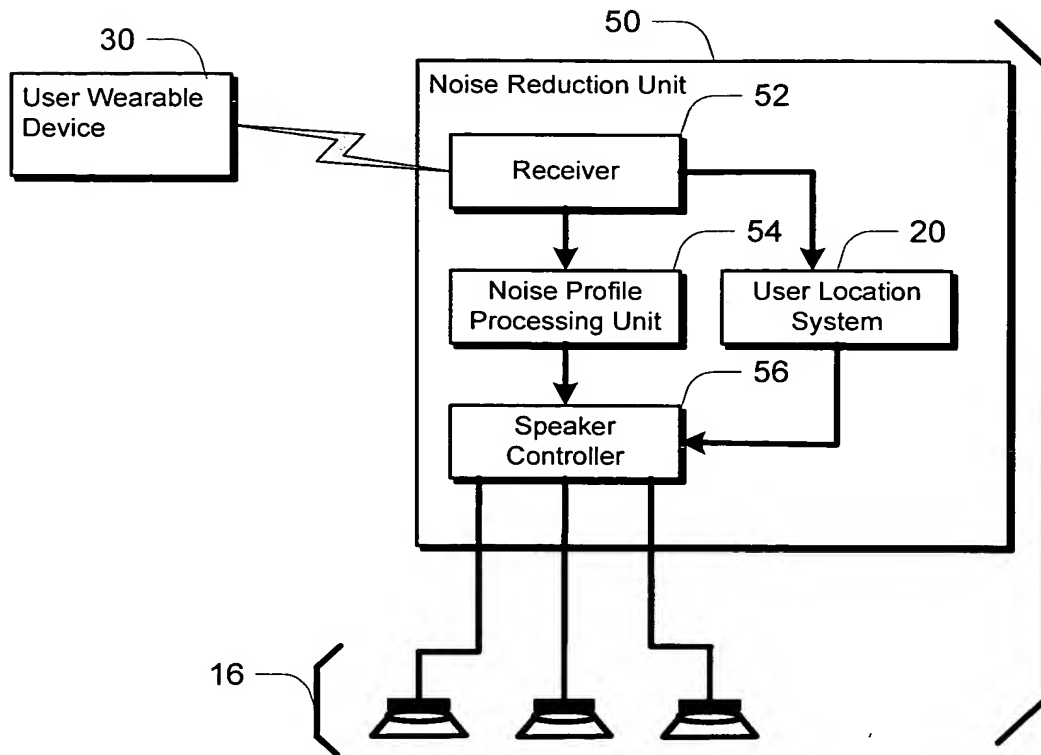 30
50
User Wearable
Device
Noise Reduction Unit
52
Receiver
54
20
Noise Profile
Processing Unit
User Location
System
56
Speaker
Controller
16